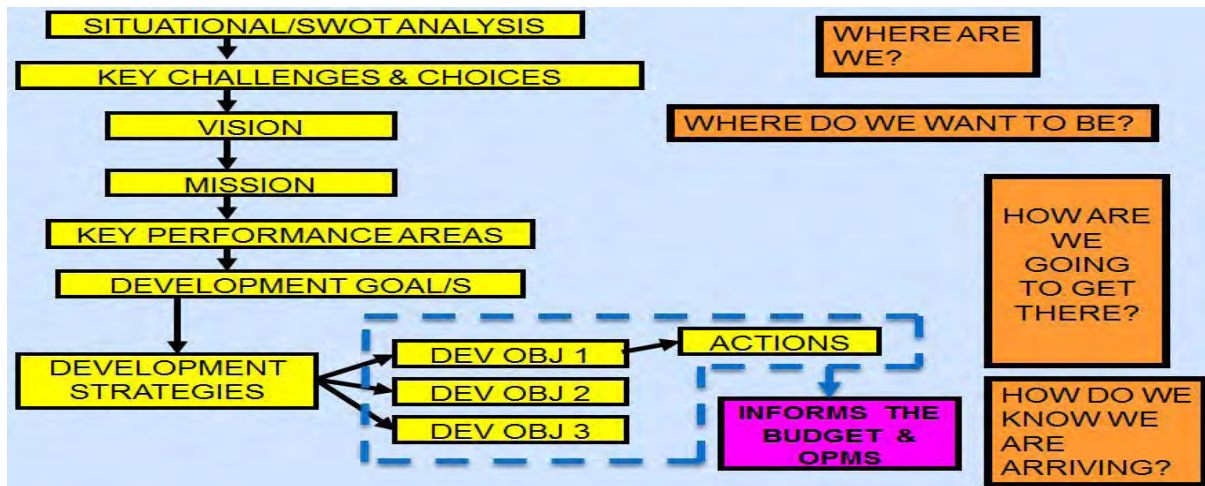 SITUATIONAL/SWOT ANALYSIS
WHERE ARE
WE?
KEY CHALLENGES & CHOICES
VISION
WHERE DO WE WANT TO BE?
MISSION
KEY PERFORMANCE AREAS
DEVELOPMENT GOAL/S
HOW ARE
WE
GOING
TO GET
THERE?
DEVELOPMENT
STRATEGIES
DEV OBJ 1
ACTIONS
DEV OBJ 2
DEV OBJ 3
INFORMS THE
BUDGET &
OPMS
HOW DO WE
KNOW WE
ARE
ARRIVING?